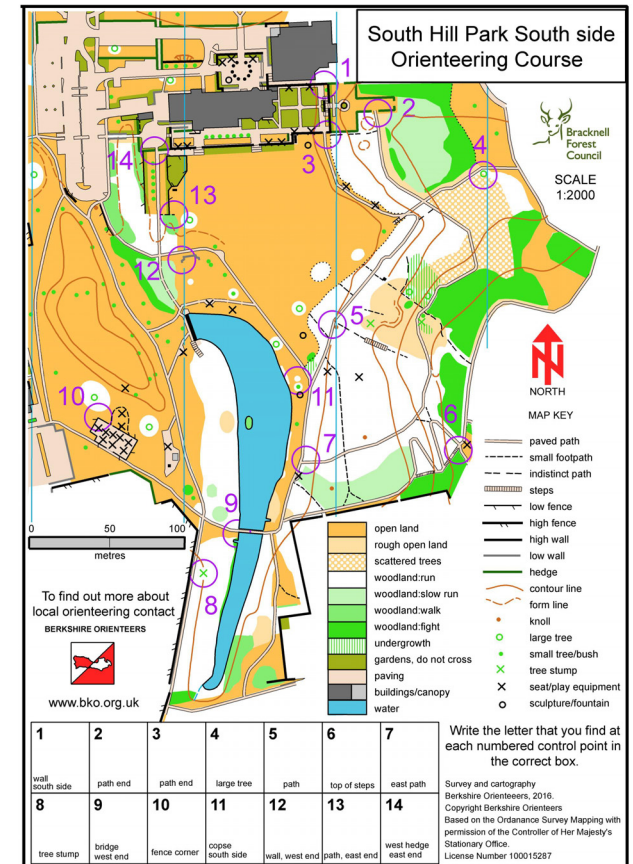 South Hill Park South side
Orienteering Course
1
2
3
4
14
13
12
5
11
10
7
6
9
8
Bracknell
Forest
Council
SCALE
1:2000
NORTH
MAP KEY
paved path
small footpath
indistinct path
steps
low fence
high fence
high wall
low wall
hedge
contour line
form line
knoll
large tree
small tree/bush
tree stump
seat/play equipment
sculpture/fountain
open land
rough open land
scattered trees
woodland:run
woodland:slow run
woodland:walk
woodland:fight
undergrowth
gardens, do not cross
paving
buildings/canopy
water
0 50 100
metres
To find out more about
local orienteering contact
BERKSHIRE ORIENTEERS
www.bko.org.uk
1 2 3 4 5 6 7
wall
south side
path end
path end
large tree
path
top of steps
east path
8 9 10 11 12 13 14
tree stump
bridge
west end
fence corner
copse
south side
wall, west end
path, east end
west hedge
east end
Write the letter that you find at
each numbered control point in
the correct box.
Survey and cartography
Berkshire Orienteers, 2016.
Copyright Berkshire Orienteers
Based on the Ordanance Survey Mapping with
permission of the Controller of Her Majesty's
Stationary Office.
License Number 100015287